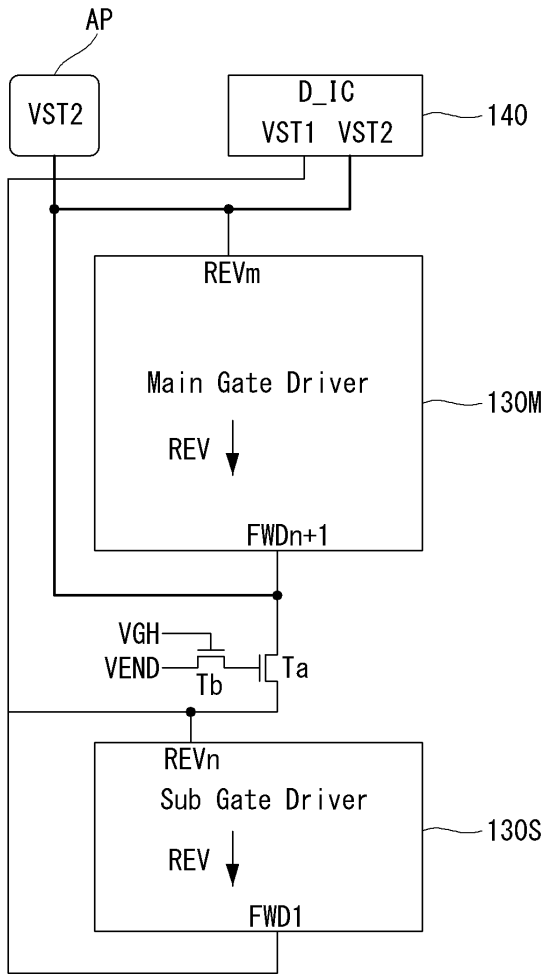 AP
VST2
D_IC
VST1 VST2
140
REVm
Main Gate Driver
130M
REV
FWDn+1
VGH
VEND
Tb
Ta
REVn
Sub Gate Driver
130S
REV
FWD1